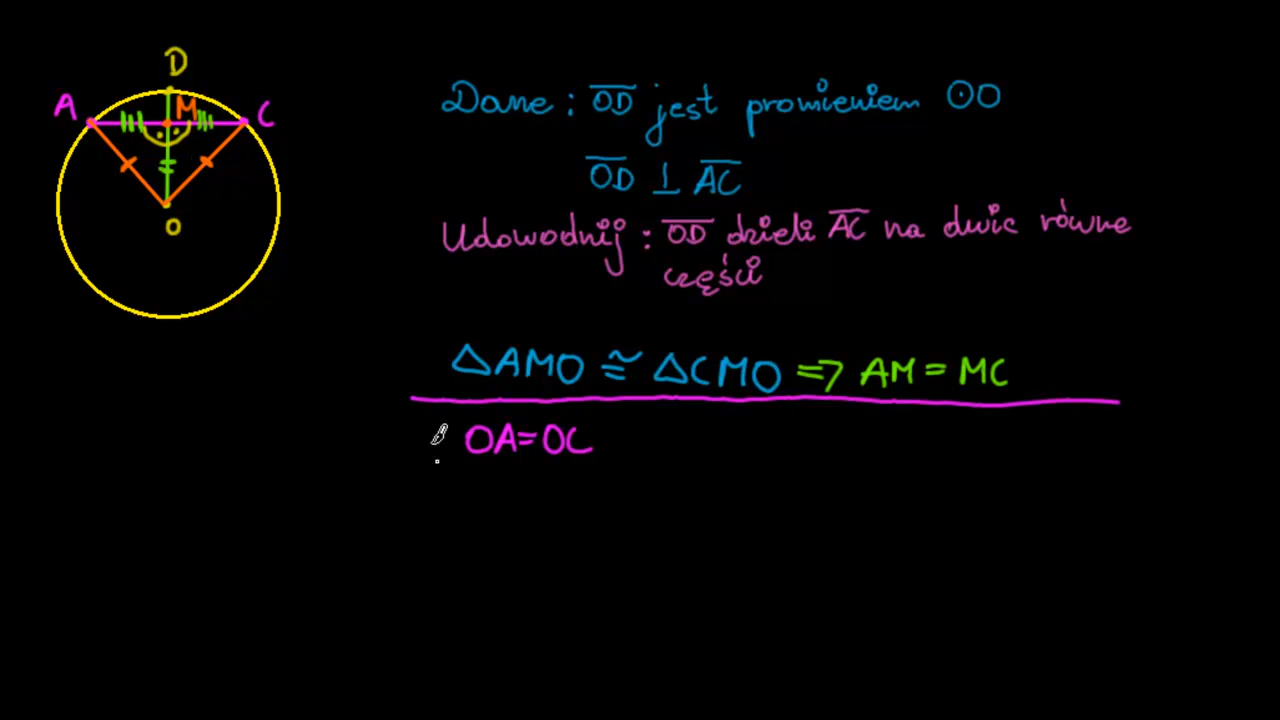 D
A M C
O
Dane : OD jest promieniem ⊙O
OD ⊥ AC
Udowodnij : OD dzieli AC na dwie równe
części
△AMO ≅ △CMO ⇒ AM = MC
OA=OC